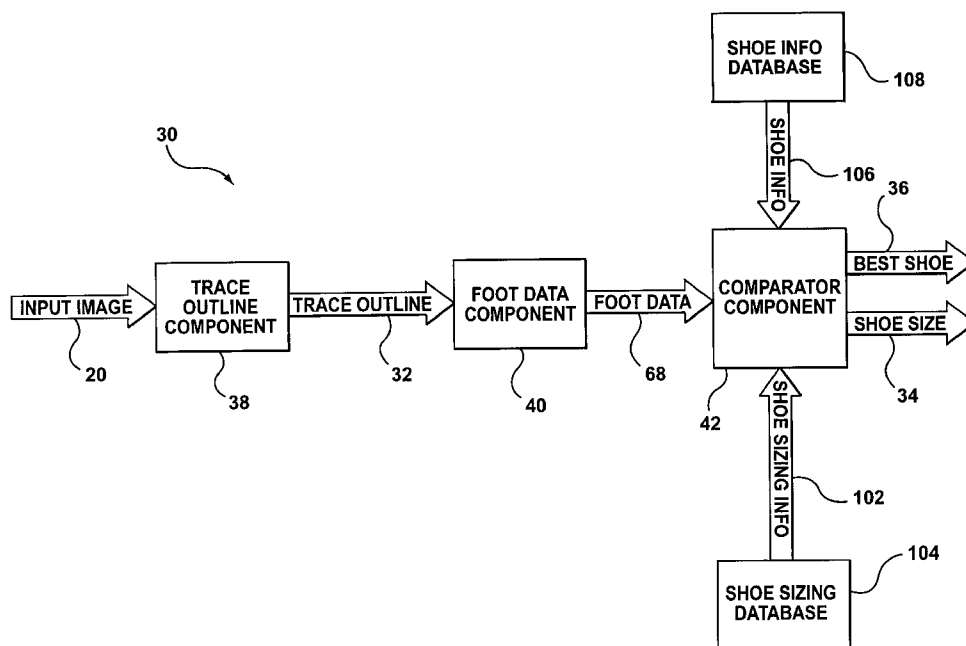 SHOE INFO
DATABASE
108
SHOE INFO
106
30
36
BEST SHOE
INPUT IMAGE
TRACE
OUTLINE
COMPONENT
TRACE OUTLINE
FOOT DATA
COMPONENT
FOOT DATA
COMPARATOR
COMPONENT
SHOE SIZE
20
38
32
40
68
42
34
SHOE SIZING INFO
102
104
SHOE SIZING
DATABASE